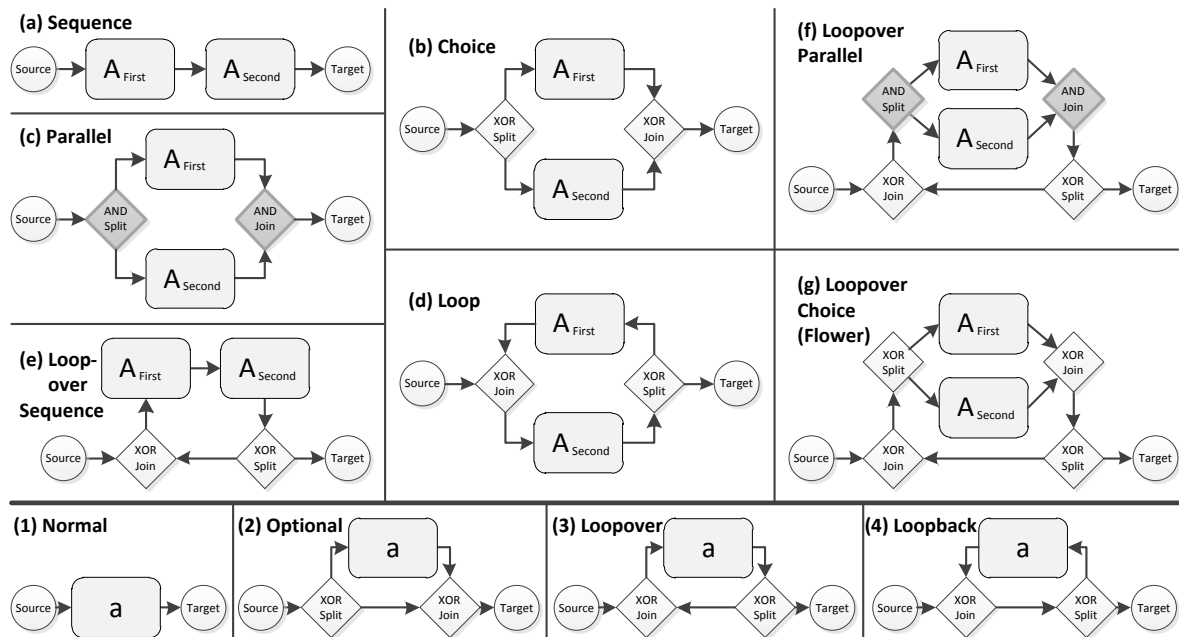 (a) Sequence
Source
A First
A Second
Target
(b) Choice
Source
XOR
Split
A First
A Second
XOR
Join
Target
(c) Parallel
Source
AND
Split
A First
A Second
AND
Join
Target
(d) Loop
Source
XOR
Join
A First
A Second
XOR
Split
Target
(e) Loop-
over
Sequence
A First
A Second
Source
XOR
Join
XOR
Split
Target
(f) Loopover
Parallel
AND
Split
A First
A Second
AND
Join
Source
XOR
Join
XOR
Split
Target
(g) Loopover
Choice
(Flower)
XOR
Split
A First
A Second
XOR
Join
Source
XOR
Join
XOR
Split
Target
(1) Normal
Source
a
Target
(2) Optional
Source
XOR
Split
a
XOR
Join
Target
(3) Loopover
Source
XOR
Join
a
XOR
Split
Target
(4) Loopback
Source
XOR
Join
a
XOR
Split
Target